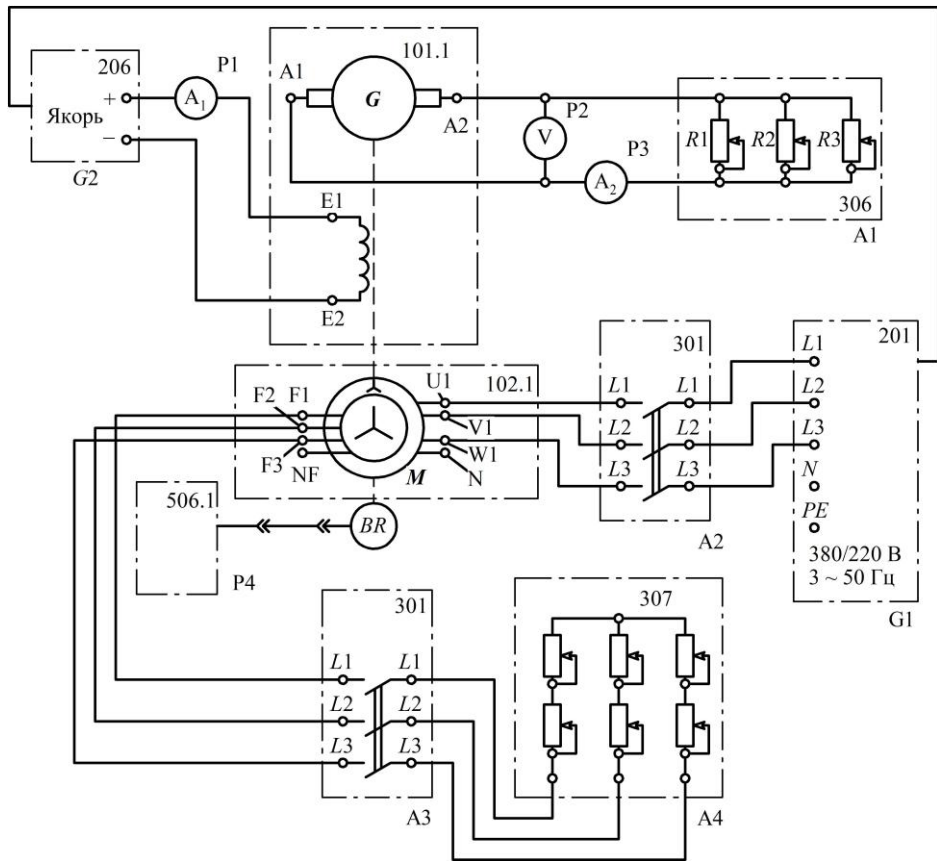 206
P1
101.1
A1
G
A2
P2
+
Якорь
−
A1
V
R1
R2
R3
P3
G2
A2
306
E1
A1
E2
301
201
102.1
U1
L1
F2
F1
L1
L1
L2
V1
L2
L2
L3
F3
W1
NF
M
N
L3
L3
N
506.1
BR
PE
A2
380/220 В
3 ~ 50 Гц
P4
G1
301
307
L1
L1
L2
L2
L3
L3
A3
A4